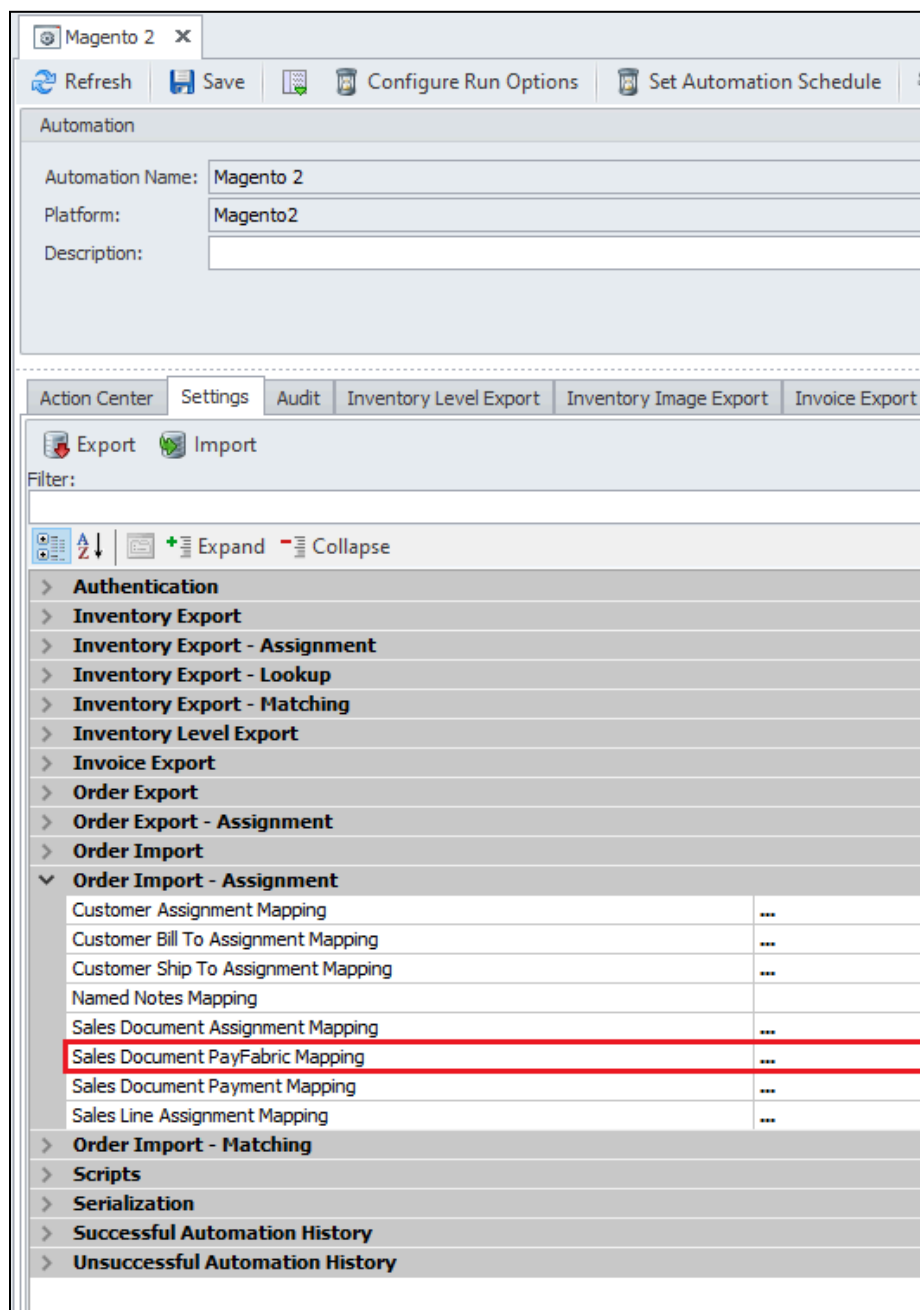 Magento 2
Refresh Save Configure Run Options Set Automation Schedule
Automation
Automation Name: Magento 2
Platform: Magento2
Description:
Action Center Settings Audit Inventory Level Export Inventory Image Export Invoice Export
Export Import
Filter:
Expand Collapse
Authentication
Inventory Export
Inventory Export - Assignment
Inventory Export - Lookup
Inventory Export - Matching
Inventory Level Export
Invoice Export
Order Export
Order Export - Assignment
Order Import
Order Import - Assignment
Customer Assignment Mapping ...
Customer Bill To Assignment Mapping ...
Customer Ship To Assignment Mapping ...
Named Notes Mapping
Sales Document Assignment Mapping ...
Sales Document PayFabric Mapping ...
Sales Document Payment Mapping ...
Sales Line Assignment Mapping ...
Order Import - Matching
Scripts
Serialization
Successful Automation History
Unsuccessful Automation History